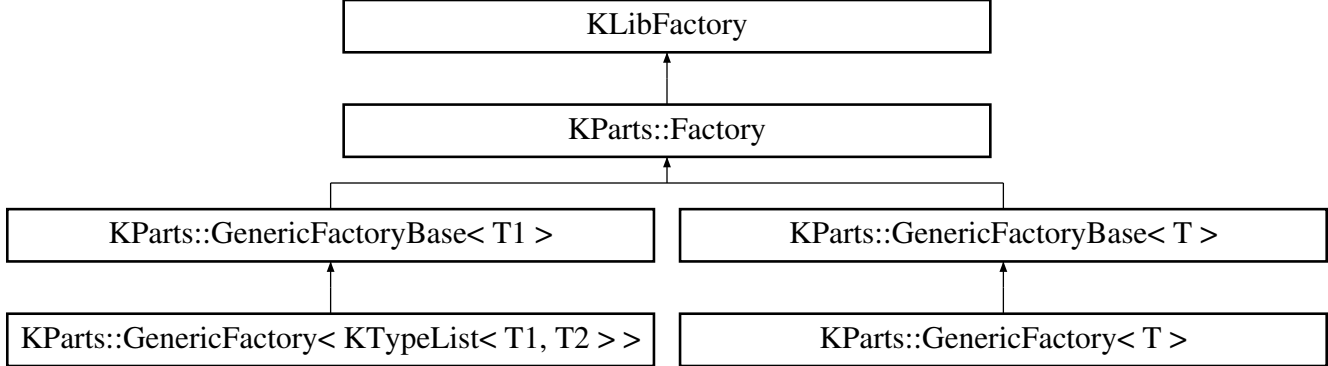 KLibFactory
KParts::Factory
KParts::GenericFactoryBase< T1 >
KParts::GenericFactoryBase< T >
KParts::GenericFactory< KTypeList< T1, T2 > >
KParts::GenericFactory< T >